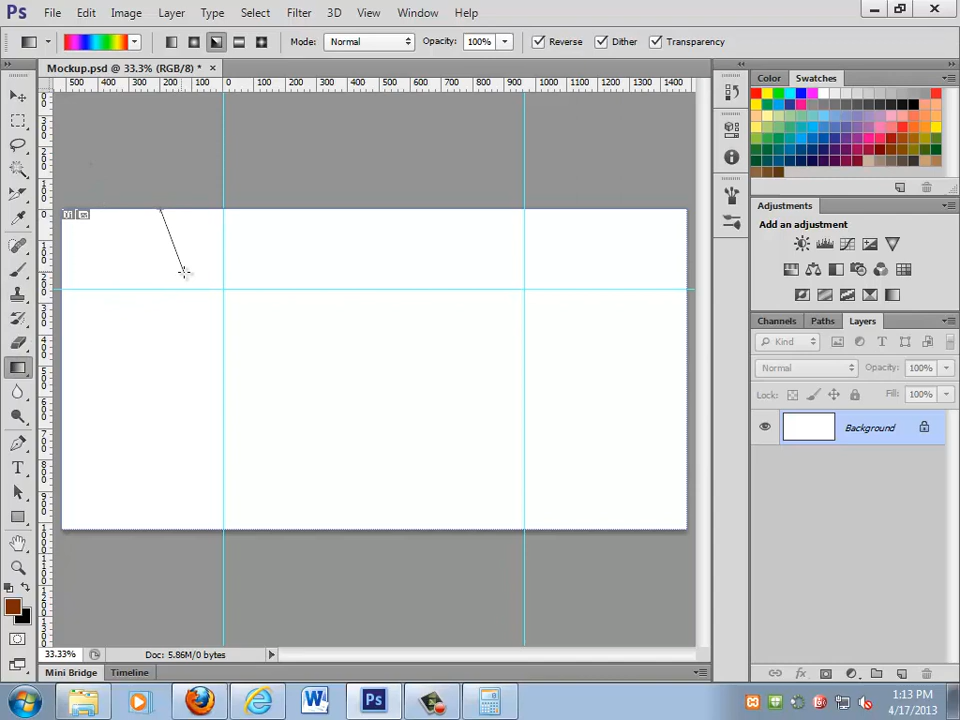 Ps File Edit Image Layer Type Select Filter 3D View Window Help
Mode: Normal Opacity: 100% Reverse Dither Transparency
Mockup.psd @ 33.3% (RGB/8) * ×
500 400 300 200 100 0 100 200 300 400 500 600 700 800 900 1000 1100 1200 1300 1400
Color Swatches
Adjustments
Add an adjustment
Channels Paths Layers
Kind
Normal Opacity: 100%
Lock: Fill: 100%
Background
33.33% Doc: 5.86M/0 bytes
Mini Bridge Timeline
1:13 PM
4/17/2013